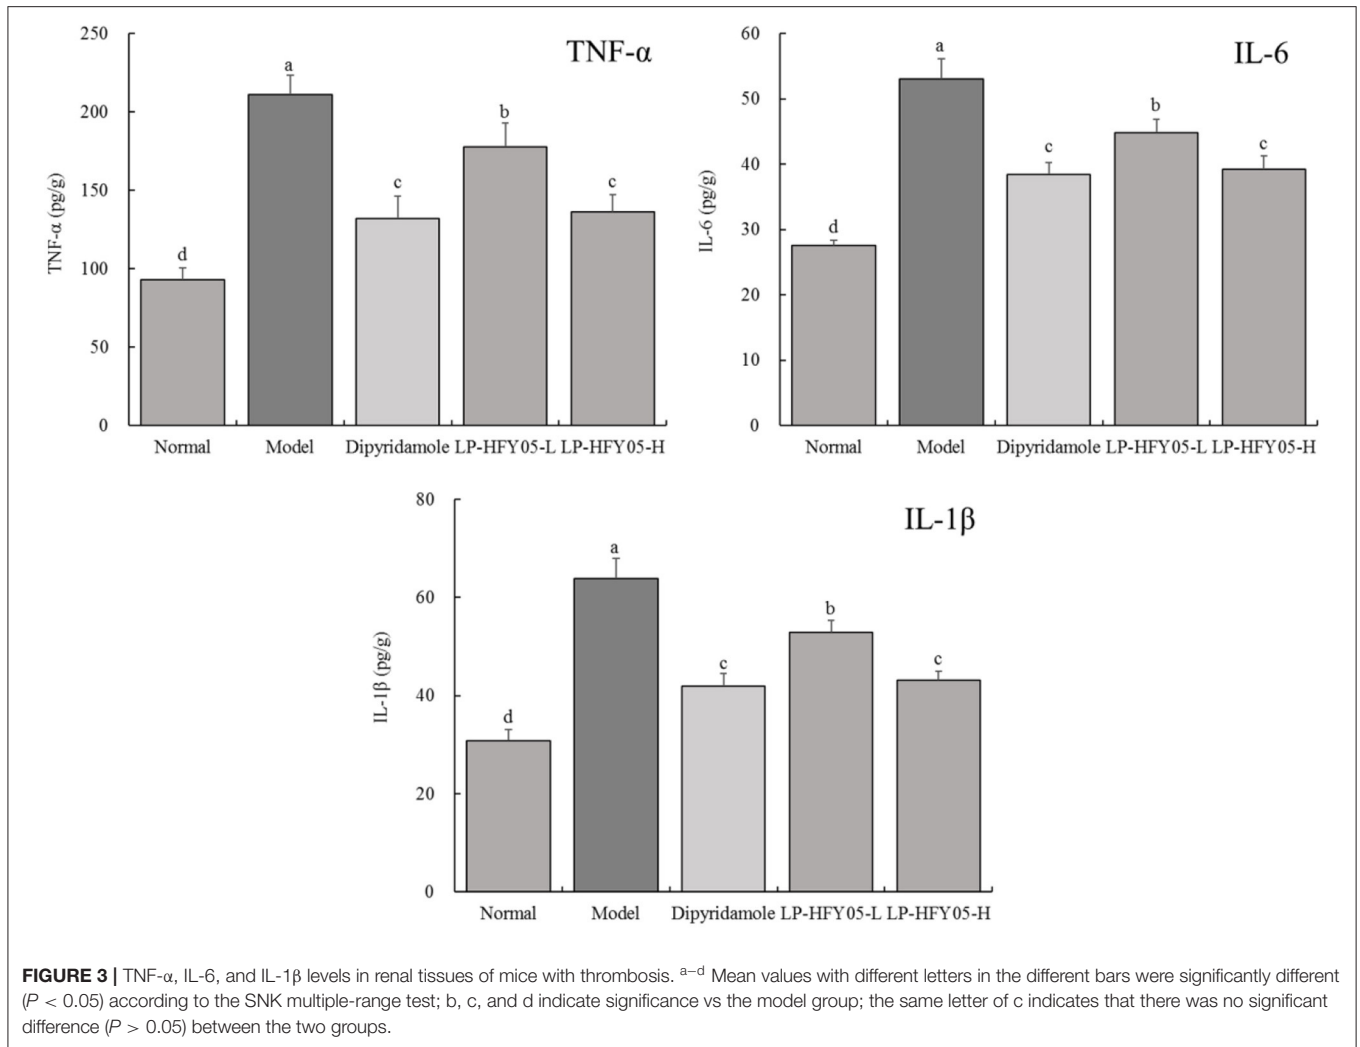 TNF-α
TNF-α (pg/g)
250
200
150
100
50
0
d
a
c
b
c
Normal Model Dipyridamole LP-HFY05-L LP-HFY05-H
IL-6
IL-6 (pg/g)
60
50
40
30
20
10
0
d
a
c
b
c
Normal Model Dipyridamole LP-HFY05-L LP-HFY05-H
IL-1β
IL-1β (pg/g)
80
60
40
20
0
d
a
c
b
c
Normal Model Dipyridamole LP-HFY05-L LP-HFY05-H
FIGURE 3 | TNF-α, IL-6, and IL-1β levels in renal tissues of mice with thrombosis. a–d Mean values with different letters in the different bars were significantly different
(P < 0.05) according to the SNK multiple-range test; b, c, and d indicate significance vs the model group; the same letter of c indicates that there was no significant
difference (P > 0.05) between the two groups.